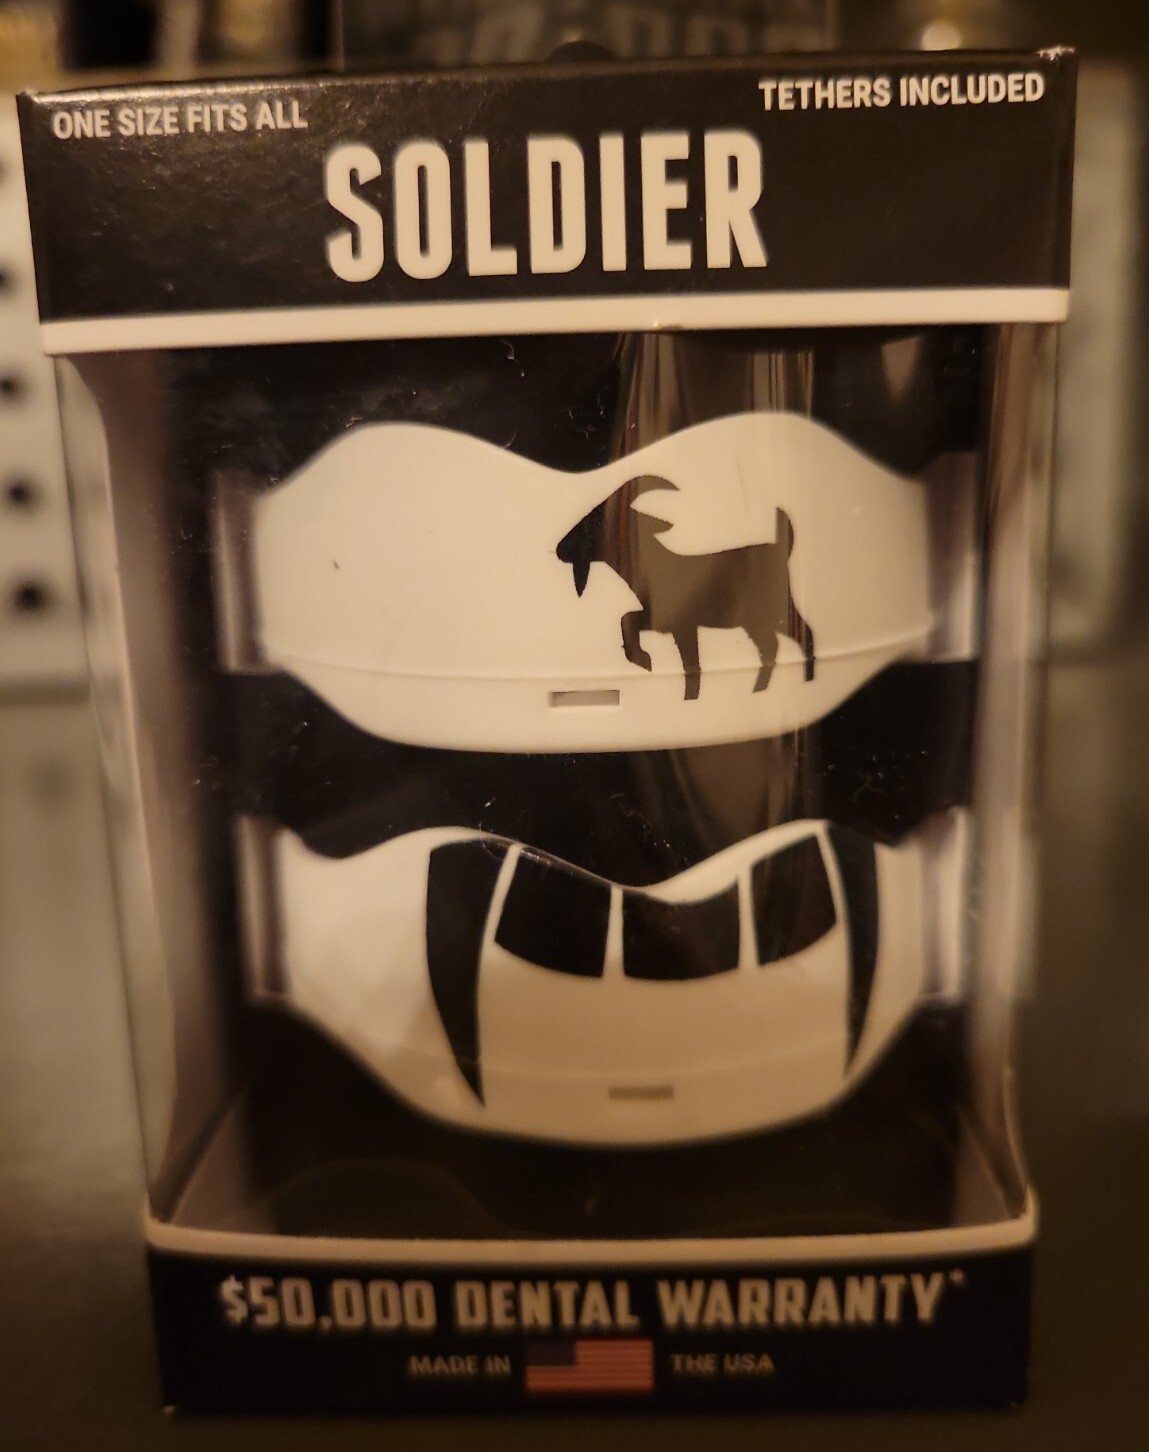 ONE SIZE FITS ALL
TETHERS INCLUDED
SOLDIER
$50,000 DENTAL WARRANTY*
MADE IN THE USA